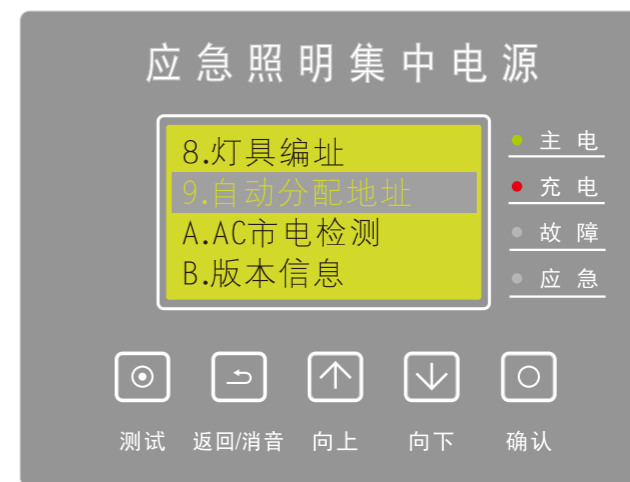 应急照明集中电源
8.灯具编址
9.自动分配地址
A.AC市电检测
B.版本信息
主电
充电
故障
应急
测试 返回/消音 向上 向下 确认